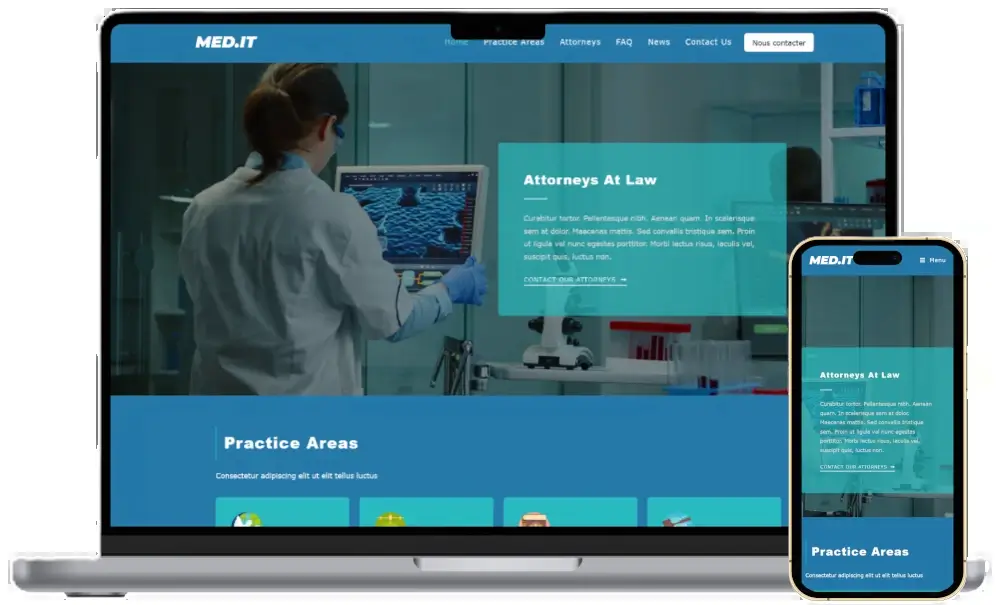 MED.IT
Home Practice Areas Attorneys FAQ News Contact Us Nous contacter
Attorneys At Law
Curabitur tortor. Pellentesque nibh. Aenean quam. In scelerisque
sem at dolor. Maecenas mattis. Sed convallis tristique sem. Proin
ut ligula vel nunc egestas porttitor. Morbi lectus risus, iaculis vel,
suscipit quis, luctus non.
CONTACT OUR ATTORNEYS
Practice Areas
Consectetur adipiscing elit ut elit tellus luctus
MED.IT Menu
Attorneys At Law
Curabitur tortor. Pellentesque nibh. Aenean
quam. In scelerisque sem at dolor.
Maecenas mattis. Sed convallis tristique
sem. Proin ut ligula vel nunc egestas
porttitor. Morbi lectus risus, iaculis vel,
suscipit quis, luctus non.
CONTACT OUR ATTORNEYS
Practice Areas
Consectetur adipiscing elit ut elit tellus luctus